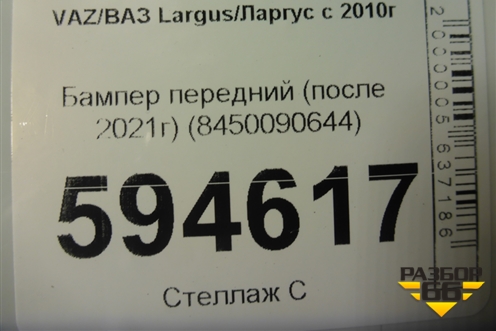 VAZ/ВАЗ Largus/Ларгус с 2010г
Бампер передний (после
2021г) (8450090644)
594617
Стеллаж С
2000005637186
РАЗБОР
66